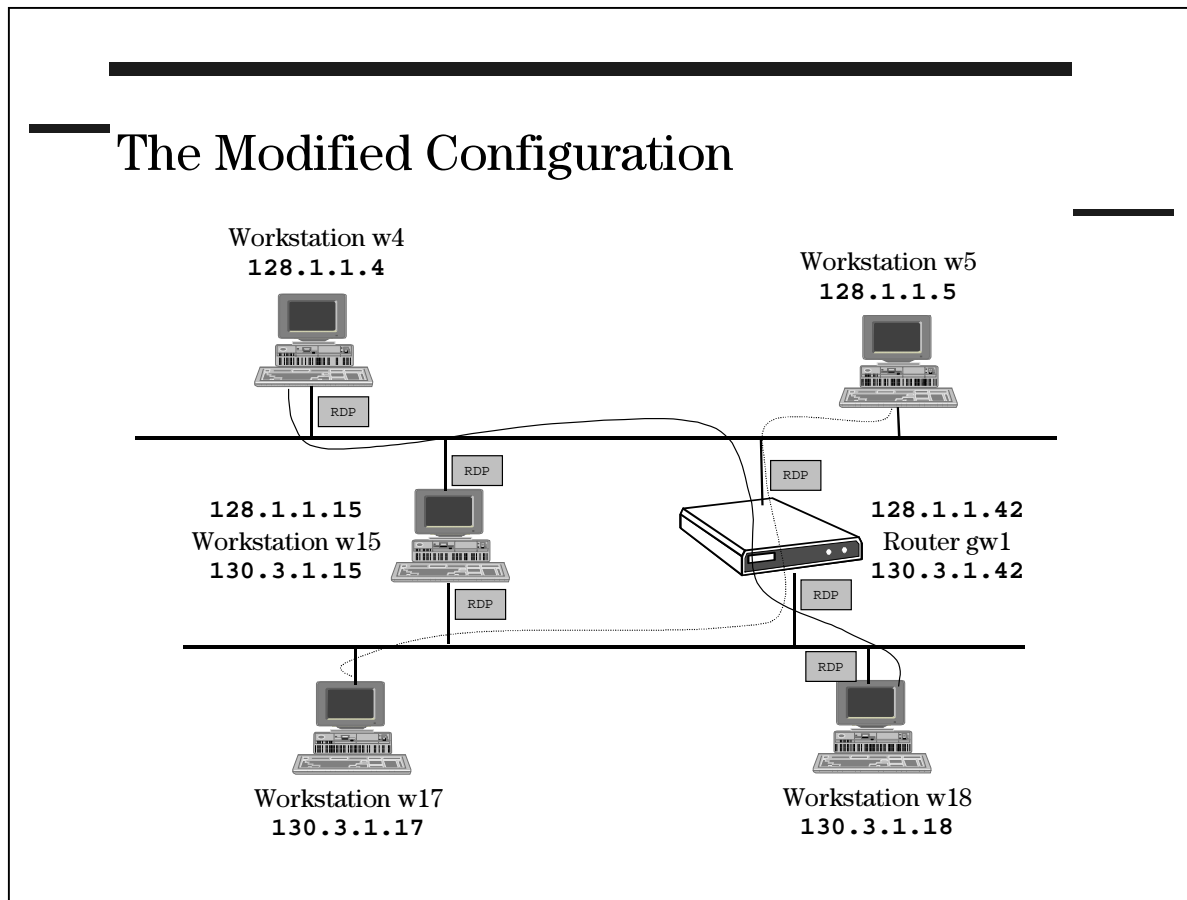 The Modified Configuration
Workstation w4
128.1.1.4
Workstation w5
128.1.1.5
RDP
RDP
RDP
128.1.1.15
Workstation w15
130.3.1.15
128.1.1.42
Router gw1
130.3.1.42
RDP
RDP
RDP
Workstation w17
130.3.1.17
Workstation w18
130.3.1.18